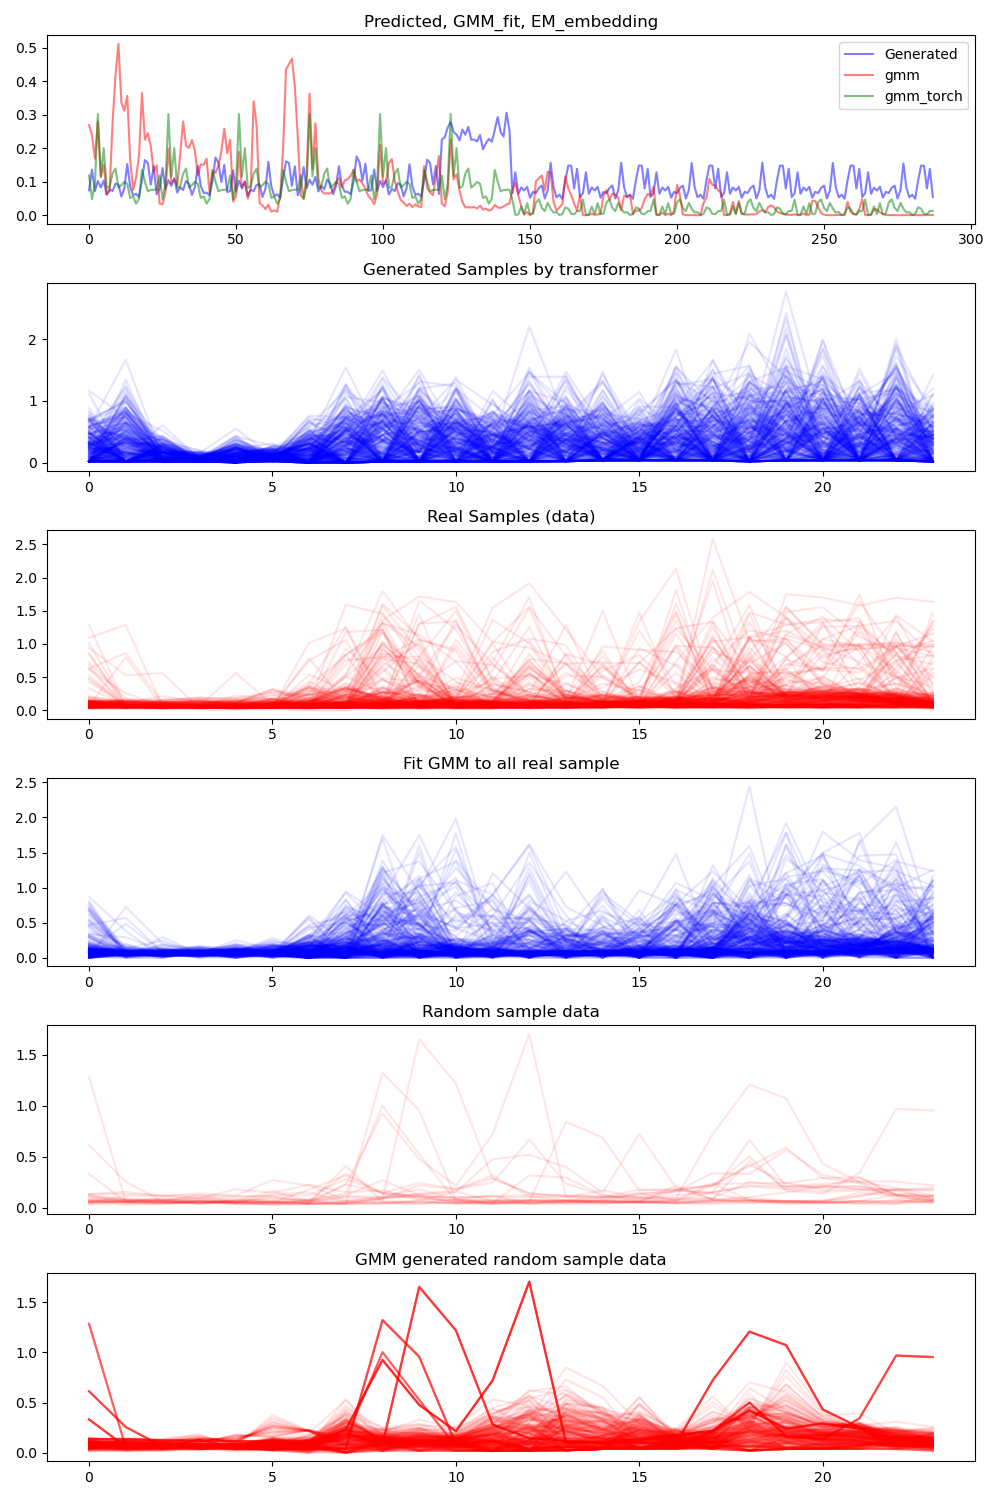 Predicted, GMM_fit, EM_embedding
0.5
0.4
0.3
0.2
0.1
0.0
Generated
gmm
gmm_torch
0 50 100 150 200 250 300
Generated Samples by transformer
2
1
0
0 5 10 15 20
Real Samples (data)
2.5
2.0
1.5
1.0
0.5
0.0
0 5 10 15 20
Fit GMM to all real sample
2.5
2.0
1.5
1.0
0.5
0.0
0 5 10 15 20
Random sample data
1.5
1.0
0.5
0.0
0 5 10 15 20
GMM generated random sample data
1.5
1.0
0.5
0.0
0 5 10 15 20